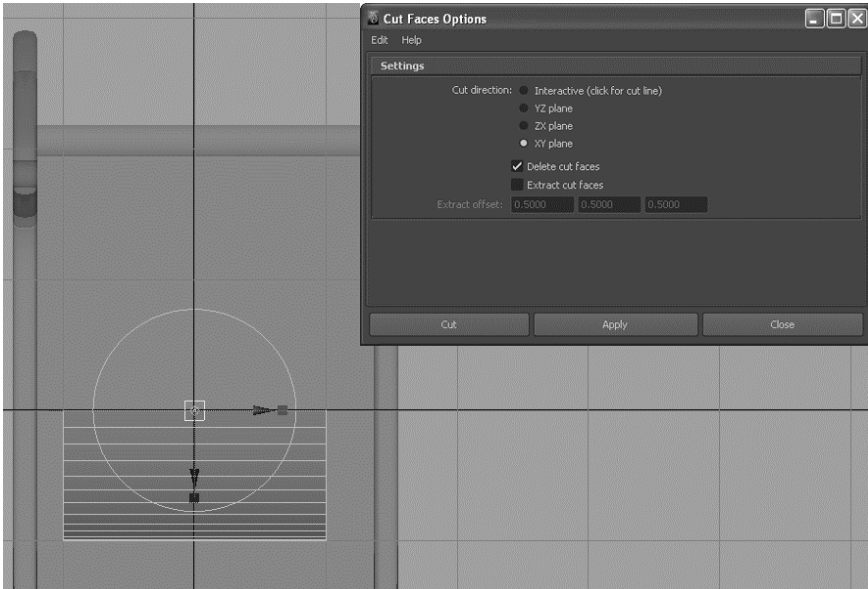 Cut Faces Options
Edit Help
Settings
Cut direction: Interactive (click for cut line)
YZ plane
ZX plane
XY plane
Delete cut faces
Extract cut faces
Extract offset: 0.5000 0.5000 0.5000
Cut Apply Close